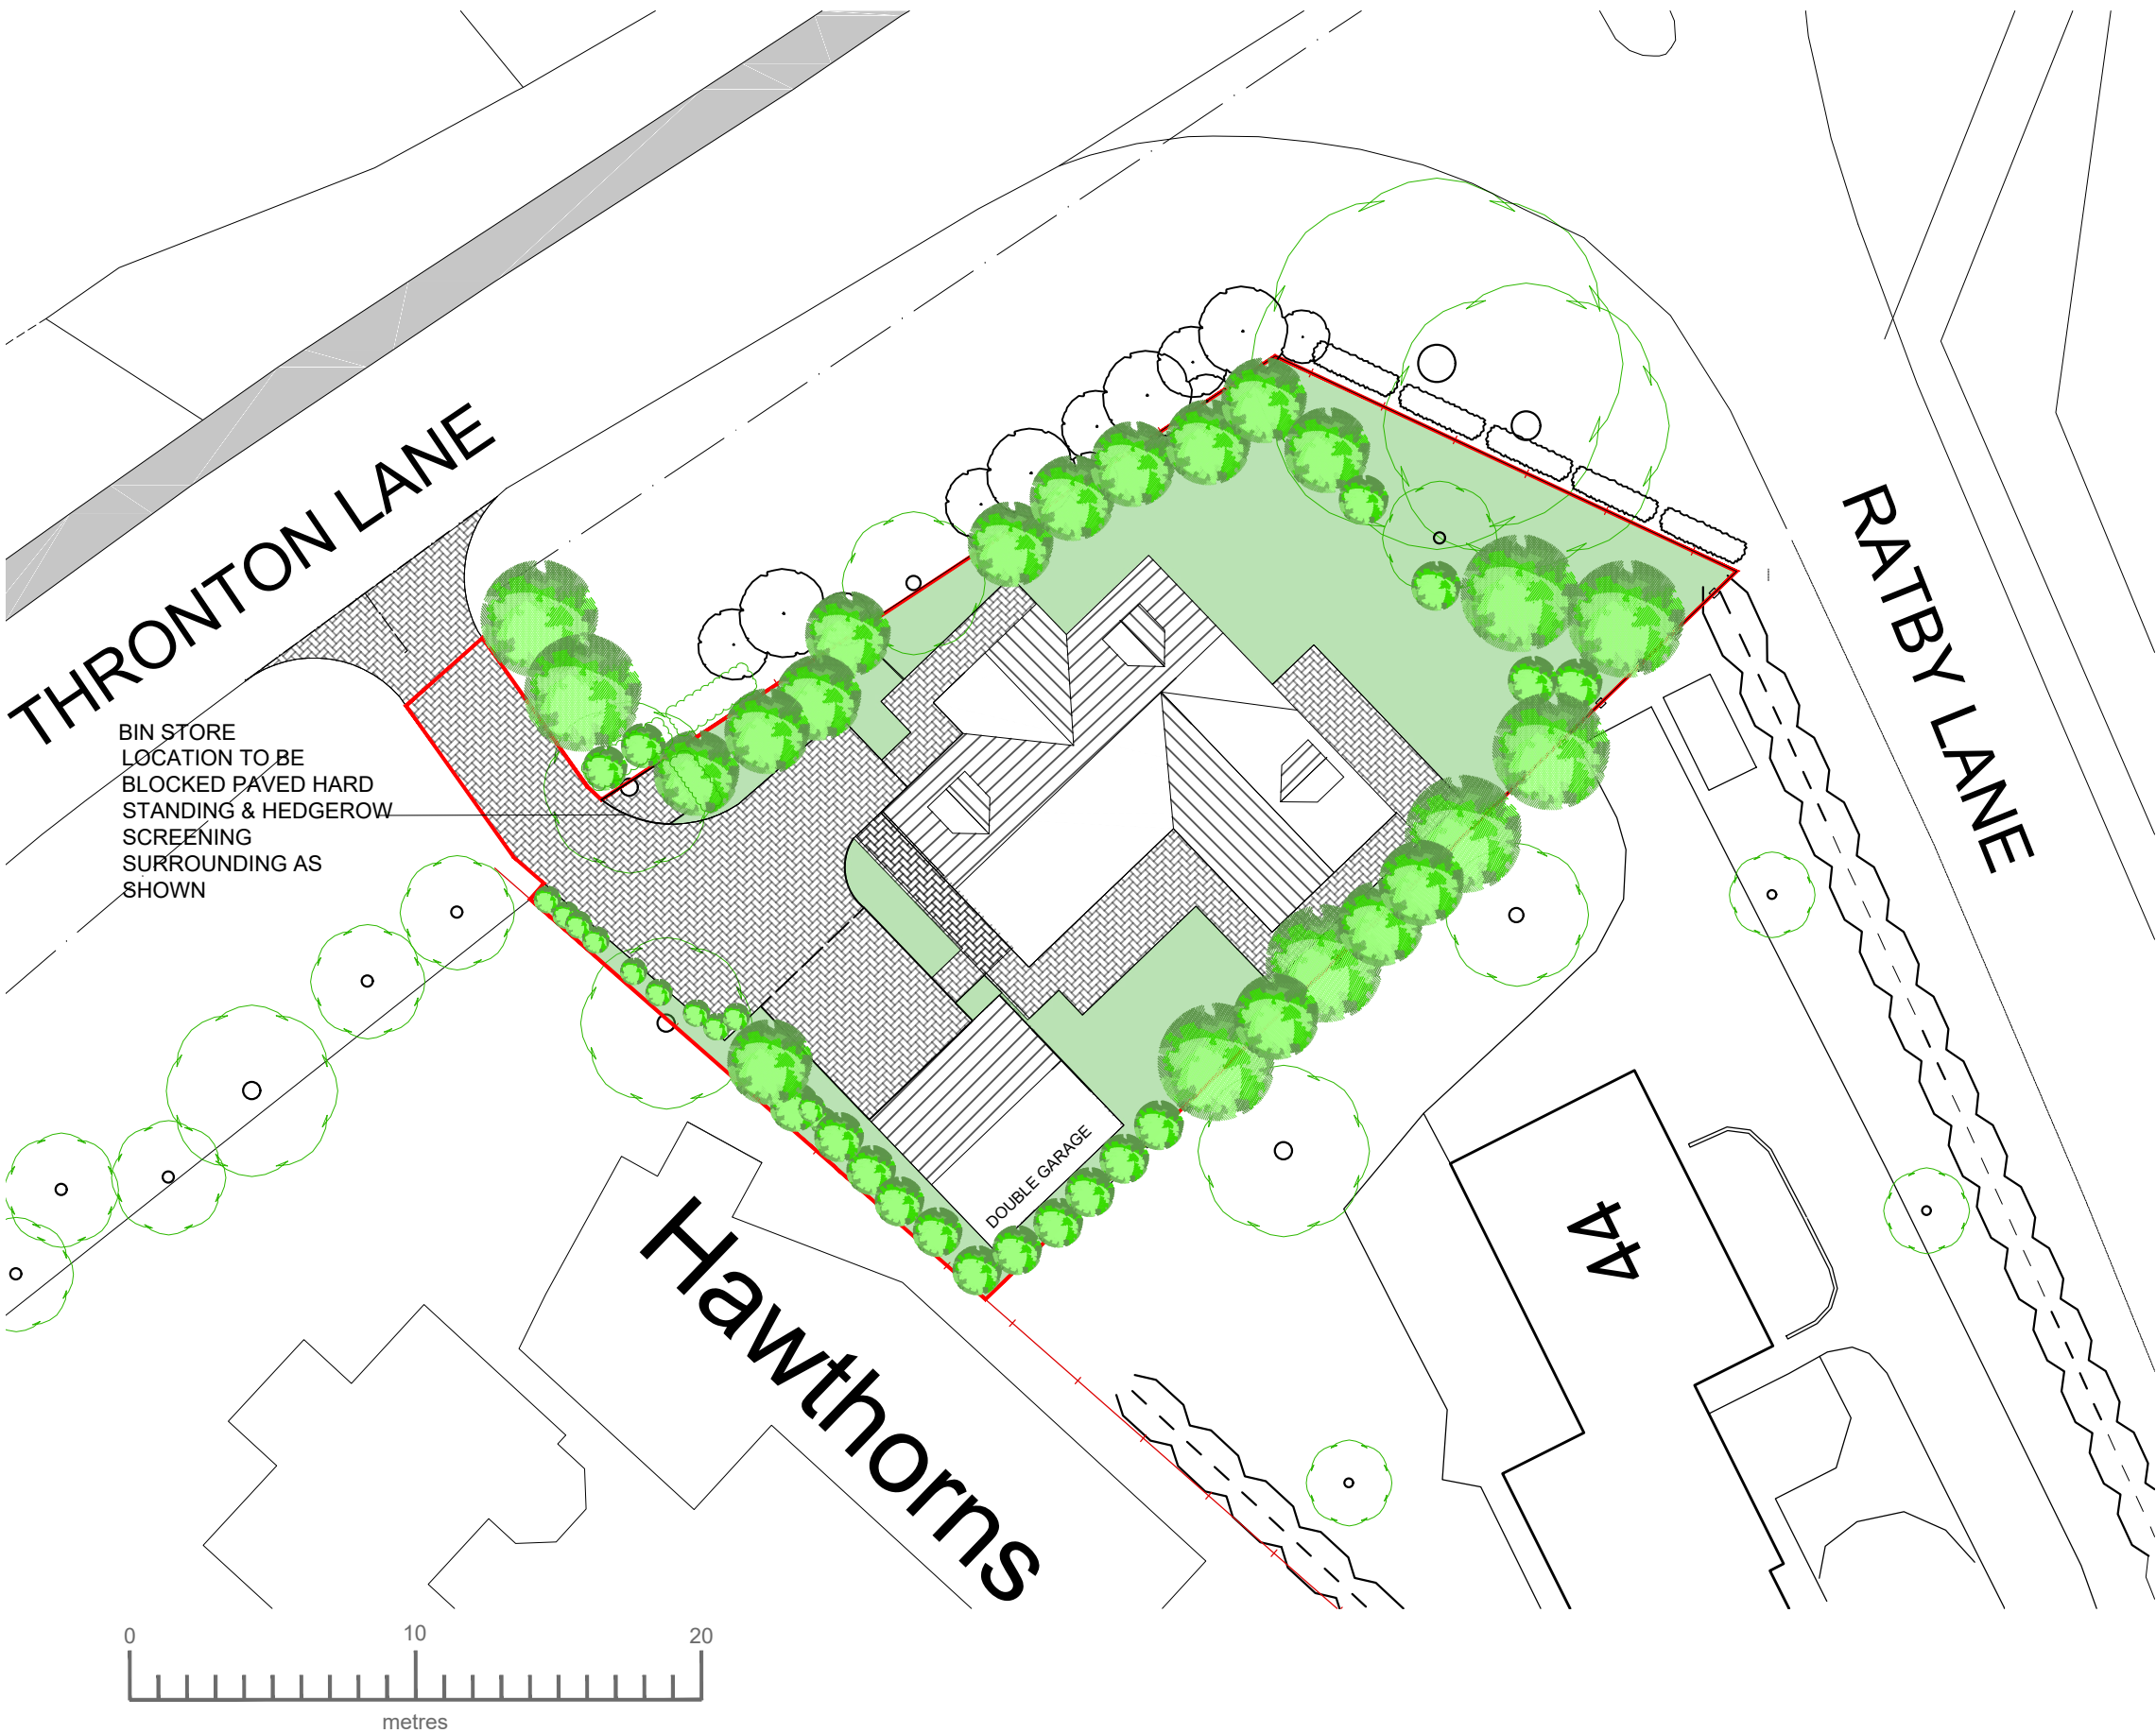 THRONTON LANE
RATBY LANE
BIN STORE
LOCATION TO BE
BLOCKED PAVED HARD
STANDING & HEDGEROW
SCREENING
SURROUNDING AS
SHOWN
DOUBLE GARAGE
44
Hawthorns
0 10 20
metres